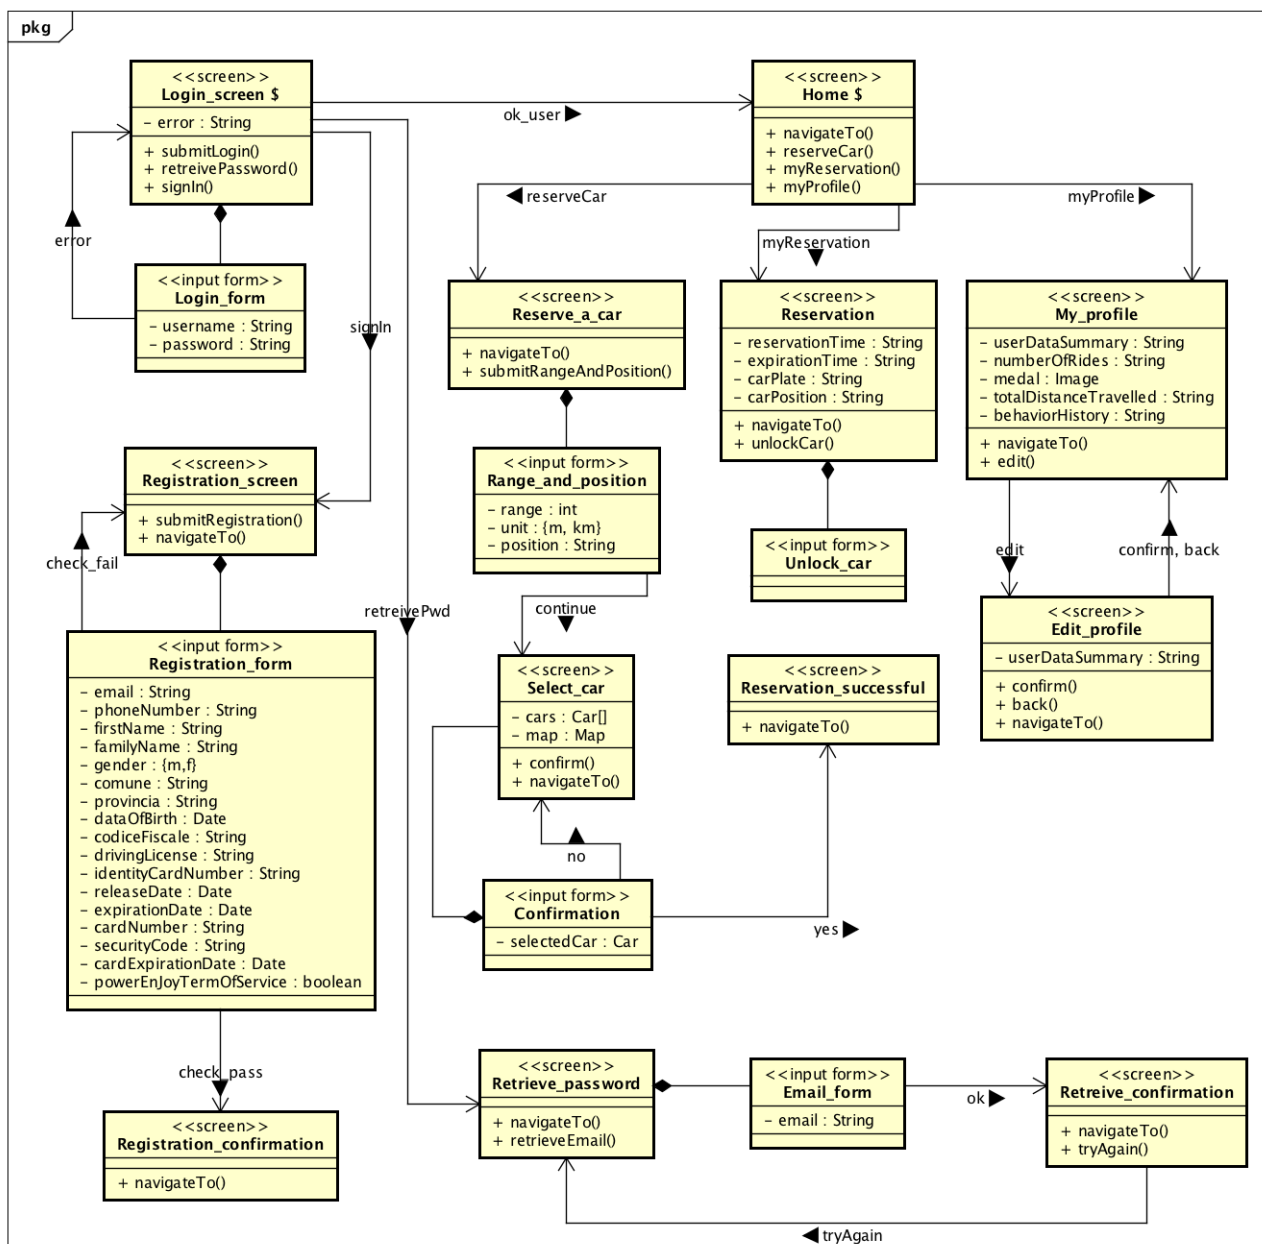 pkg
<<screen>>
Login_screen $
– error : String
+ submitLogin()
+ retreivePassword()
+ signIn()
ok_user
<<screen>>
Home $
+ navigateTo()
+ reserveCar()
+ myReservation()
+ myProfile()
error
<<input form>>
Login_form
– username : String
– password : String
signIn
reserveCar
myReservation
myProfile
<<screen>>
Reserve_a_car
+ navigateTo()
+ submitRangeAndPosition()
<<screen>>
Reservation
– reservationTime : String
– expirationTime : String
– carPlate : String
– carPosition : String
+ navigateTo()
+ unlockCar()
<<screen>>
My_profile
– userDataSummary : String
– numberOfRides : String
– medal : Image
– totalDistanceTravelled : String
– behaviorHistory : String
+ navigateTo()
+ edit()
<<screen>>
Registration_screen
+ submitRegistration()
+ navigateTo()
check_fail
<<input form>>
Range_and_position
– range : int
– unit : {m, km}
– position : String
<<input form>>
Unlock_car
edit
confirm, back
<<screen>>
Edit_profile
– userDataSummary : String
+ confirm()
+ back()
+ navigateTo()
retreivePwd
continue
<<input form>>
Registration_form
– email : String
– phoneNumber : String
– firstName : String
– familyName : String
– gender : {m,f}
– comune : String
– provincia : String
– dataOfBirth : Date
– codiceFiscale : String
– drivingLicense : String
– identityCardNumber : String
– releaseDate : Date
– expirationDate : Date
– cardNumber : String
– securityCode : String
– cardExpirationDate : Date
– powerEnJoyTermOfService : boolean
<<screen>>
Select_car
– cars : Car[]
– map : Map
+ confirm()
+ navigateTo()
<<screen>>
Reservation_successful
+ navigateTo()
no
<<input form>>
Confirmation
– selectedCar : Car
yes
check_pass
<<screen>>
Registration_confirmation
+ navigateTo()
<<screen>>
Retrieve_password
+ navigateTo()
+ retrieveEmail()
<<input form>>
Email_form
– email : String
ok
<<screen>>
Retreive_confirmation
+ navigateTo()
+ tryAgain()
tryAgain